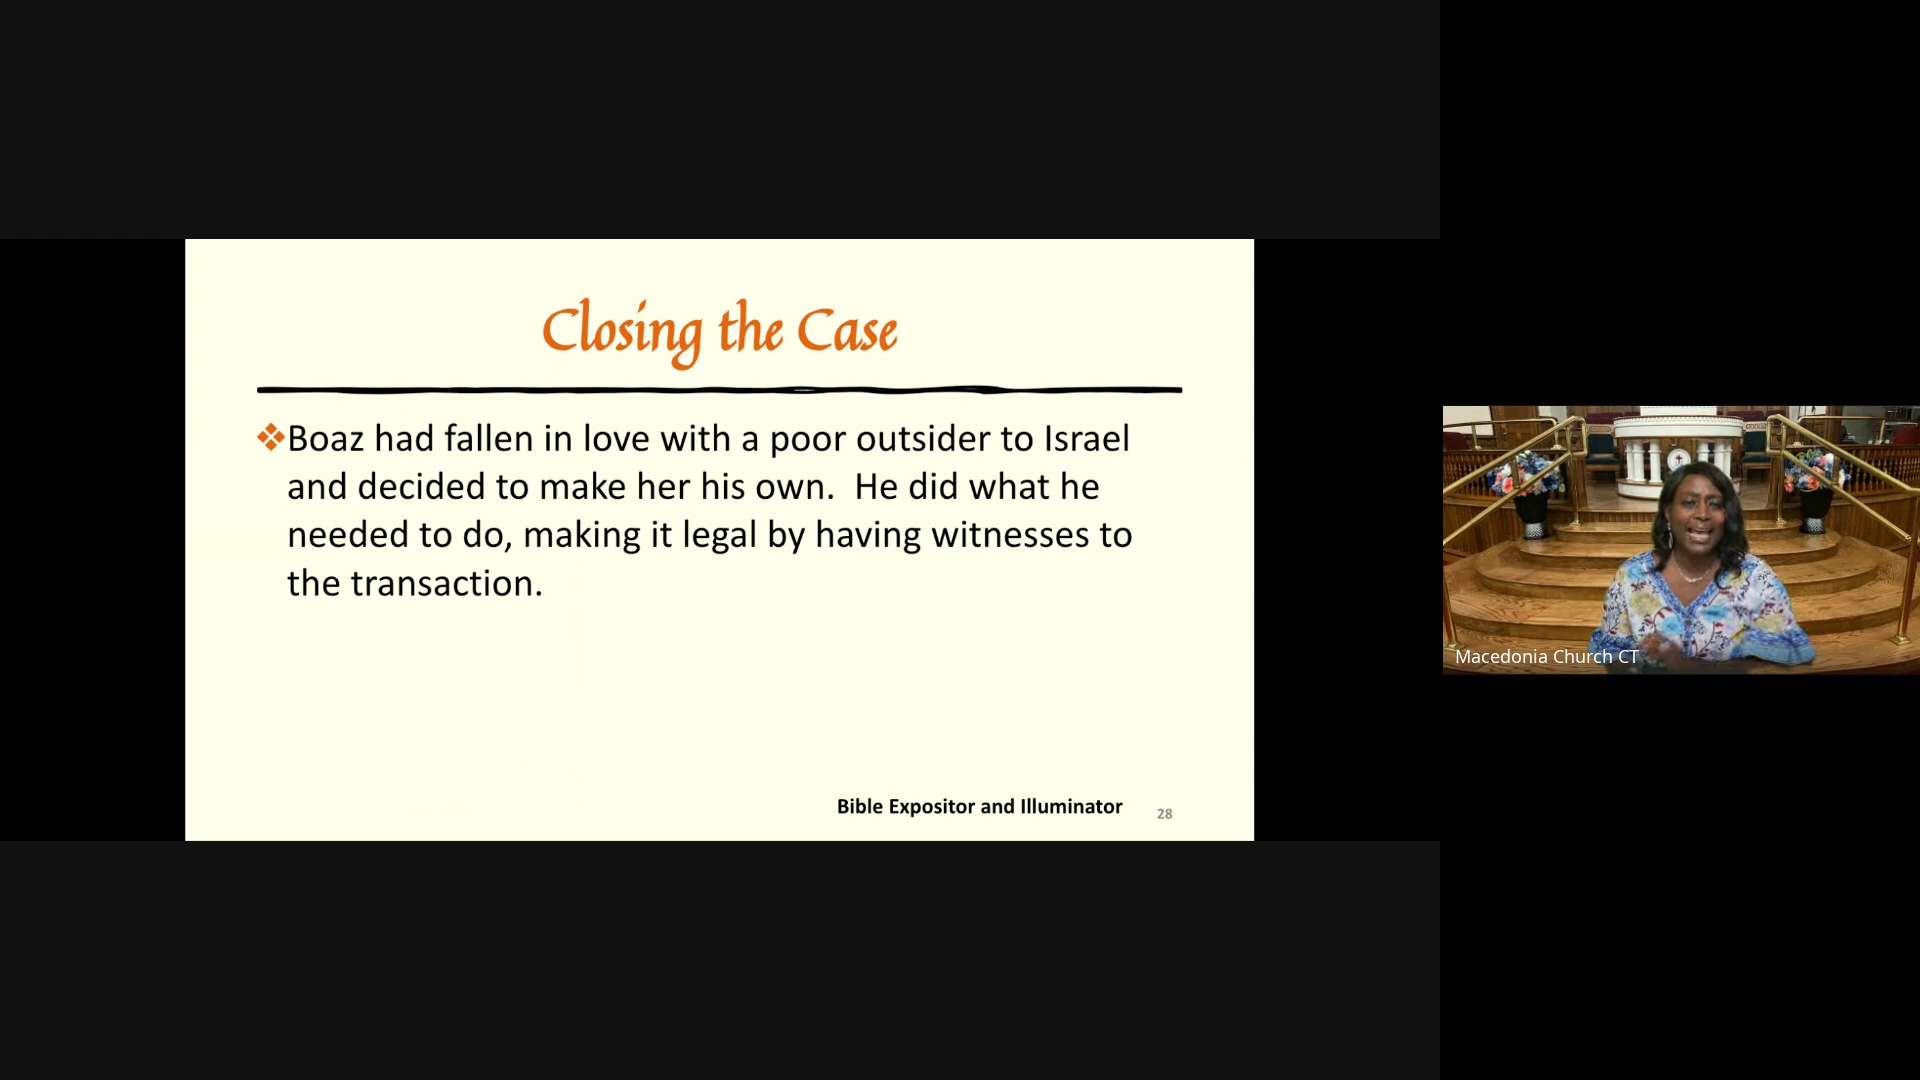 Closing the Case
Boaz had fallen in love with a poor outsider to Israel
and decided to make her his own.  He did what he
needed to do, making it legal by having witnesses to
the transaction.
Bible Expositor and Illuminator
28
Macedonia Church CT